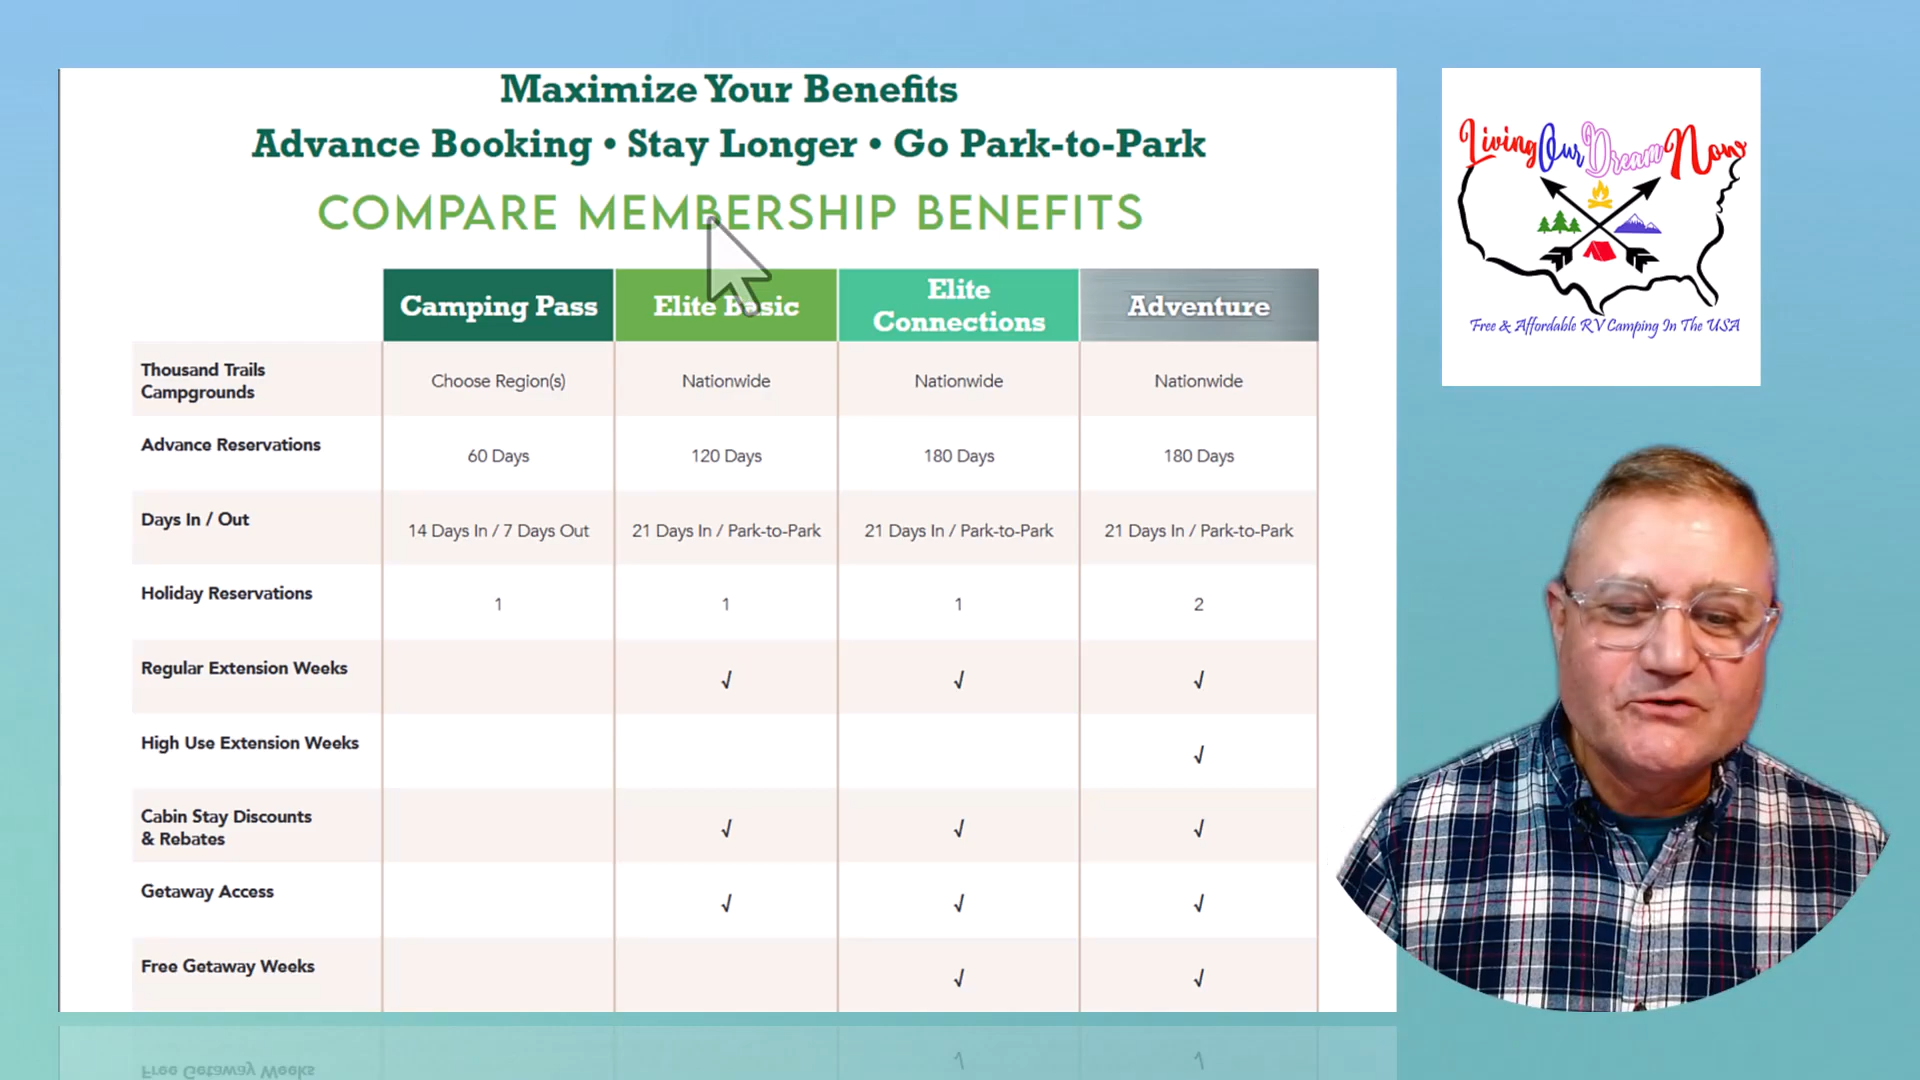 Maximize Your Benefits
Advance Booking • Stay Longer • Go Park-to-Park
COMPARE MEMBERSHIP BENEFITS
Camping Pass
Elite Basic
Elite
Connections
Adventure
Thousand Trails
Campgrounds
Choose Region(s)
Nationwide
Nationwide
Nationwide
Advance Reservations
60 Days
120 Days
180 Days
180 Days
Days In / Out
14 Days In / 7 Days Out
21 Days In / Park-to-Park
21 Days In / Park-to-Park
21 Days In / Park-to-Park
Holiday Reservations
1
1
1
2
Regular Extension Weeks
√
√
√
High Use Extension Weeks
√
Cabin Stay Discounts
& Rebates
√
√
√
Getaway Access
√
√
√
Free Getaway Weeks
√
√
Living Our Dream Now
Free & Affordable RV Camping In The USA